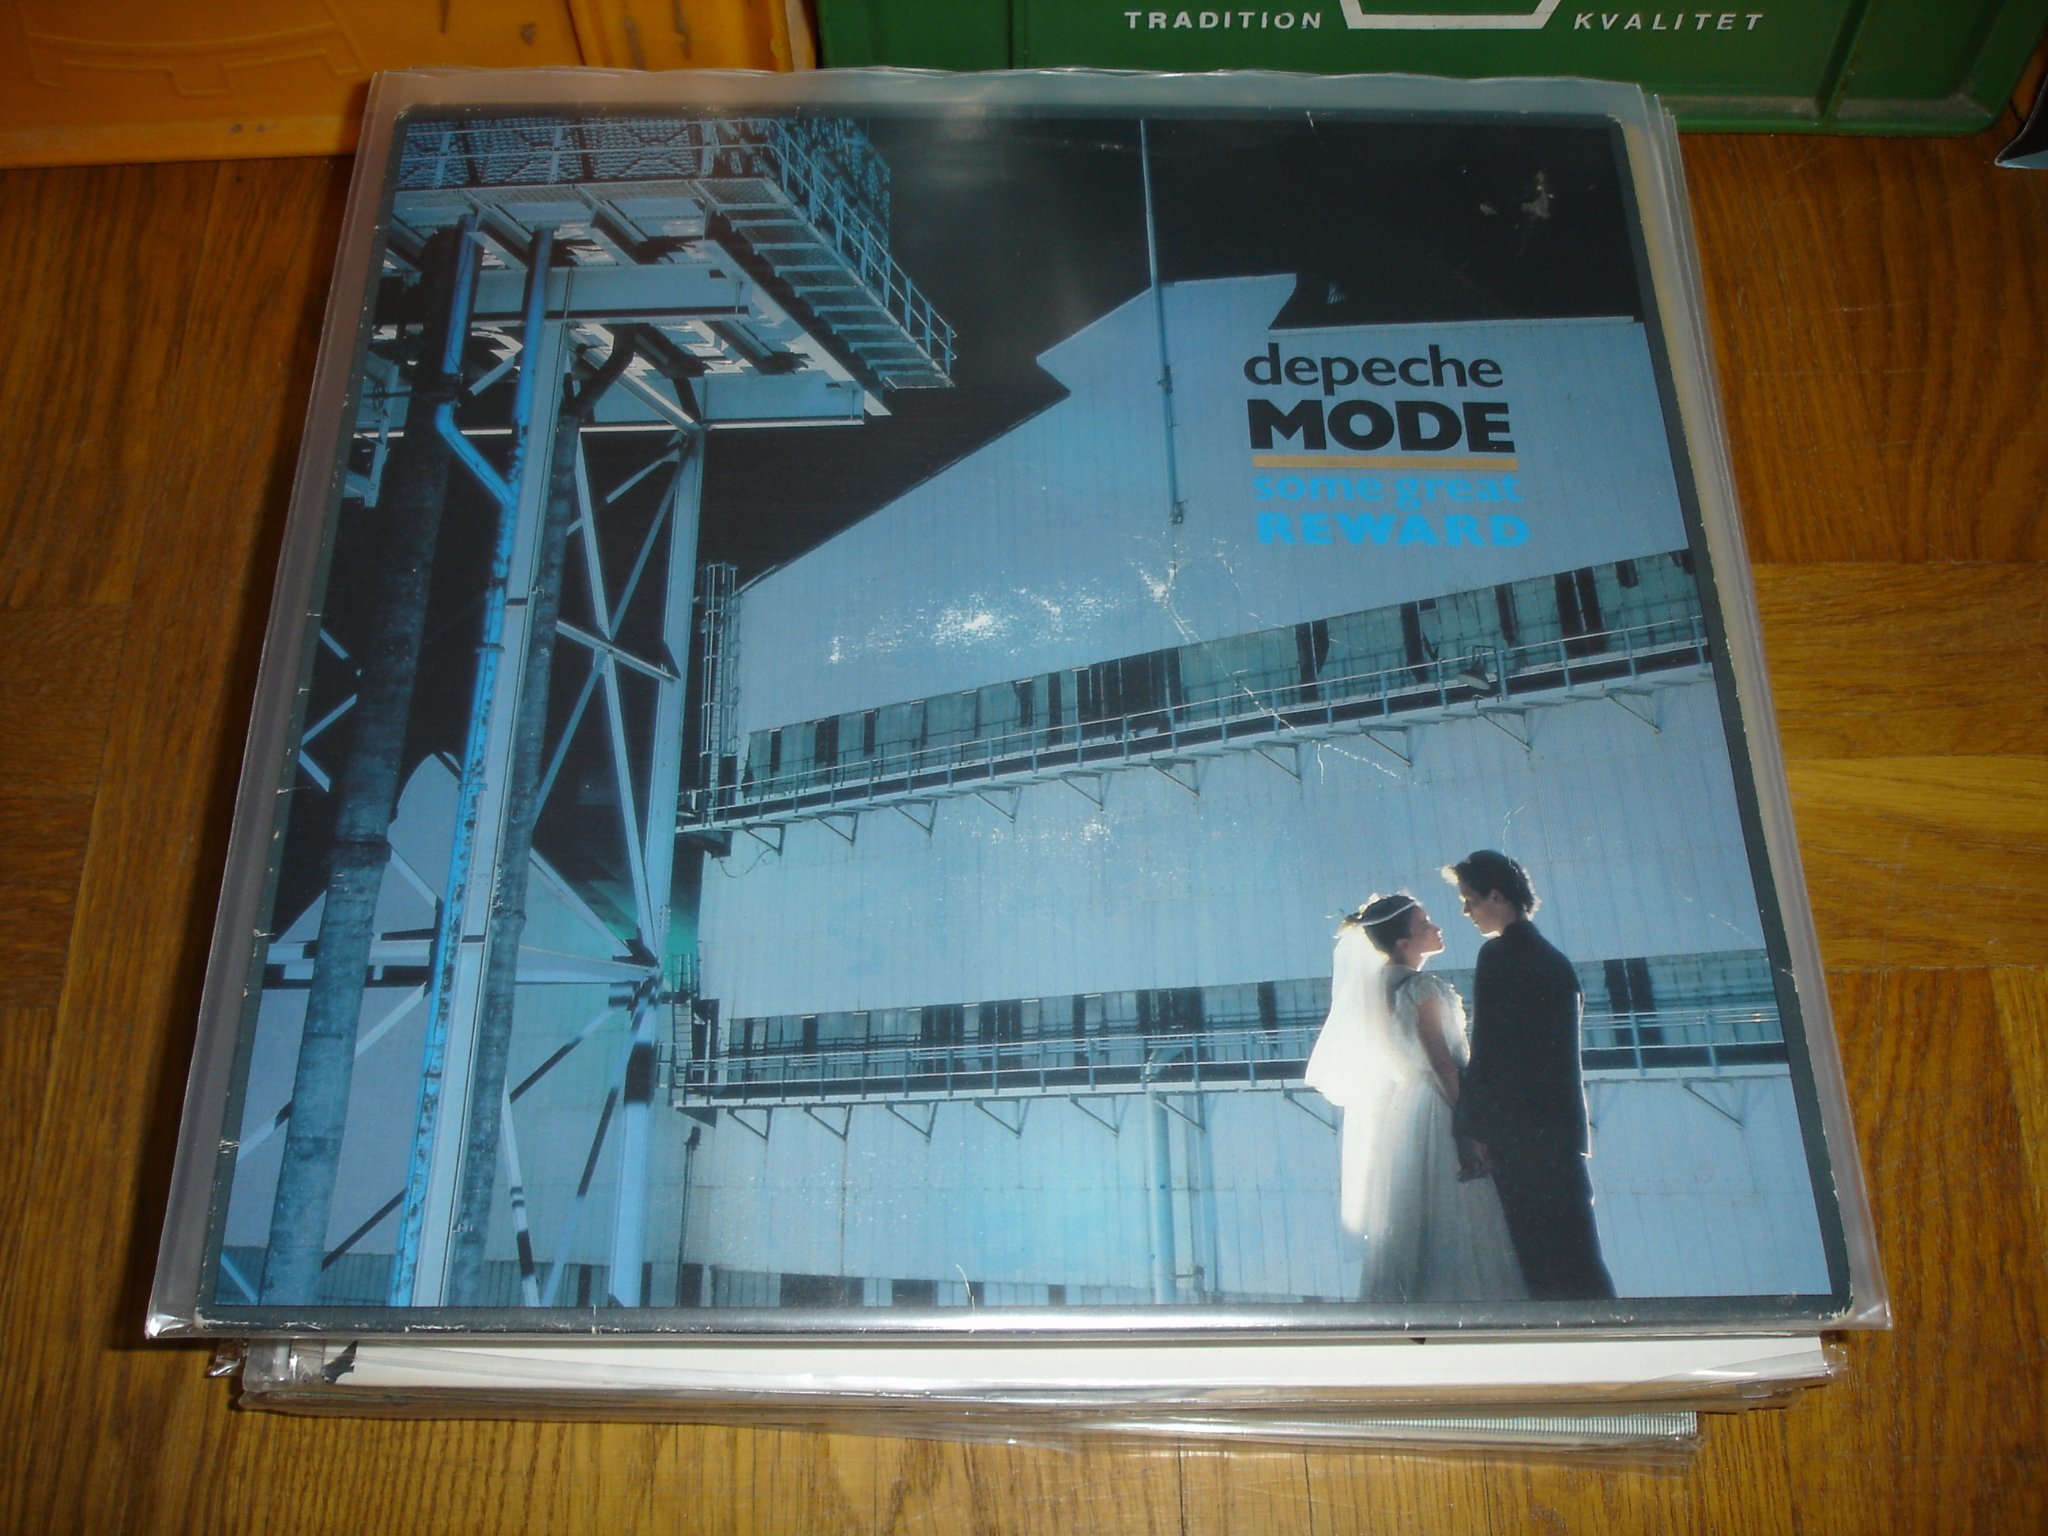 TRADITION KVALITET
depeche
MODE
some great
REWARD